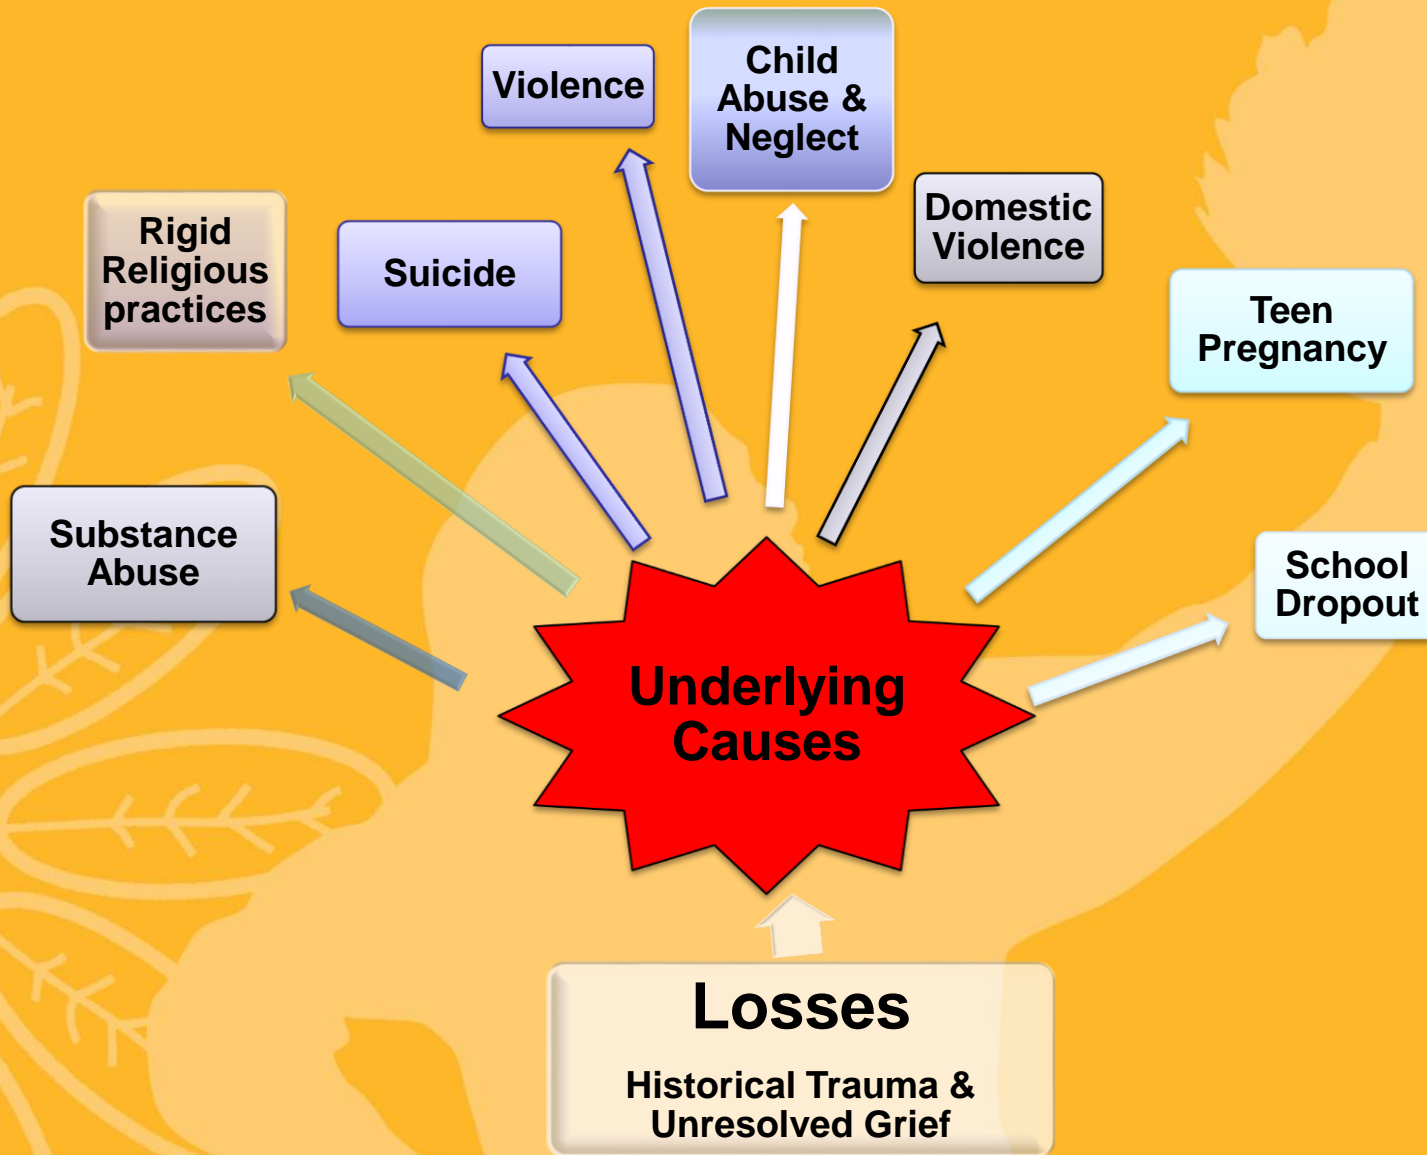 Violence
Child
Abuse &
Neglect
Domestic
Violence
Rigid
Religious
practices
Suicide
Teen
Pregnancy
Substance
Abuse
School
Dropout
Underlying
Causes
Losses
Historical Trauma &
Unresolved Grief